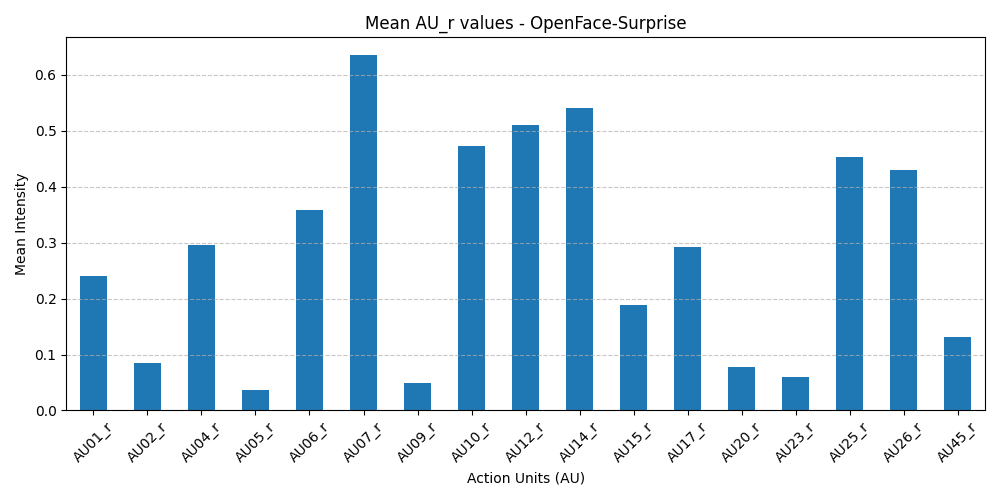 Mean AU_r values - OpenFace-Surprise
Mean Intensity
0.6
0.5
0.4
0.3
0.2
0.1
0.0
AU01_r
AU02_r
AU04_r
AU05_r
AU06_r
AU07_r
AU09_r
AU10_r
AU12_r
AU14_r
AU15_r
AU17_r
AU20_r
AU23_r
AU25_r
AU26_r
AU45_r
Action Units (AU)